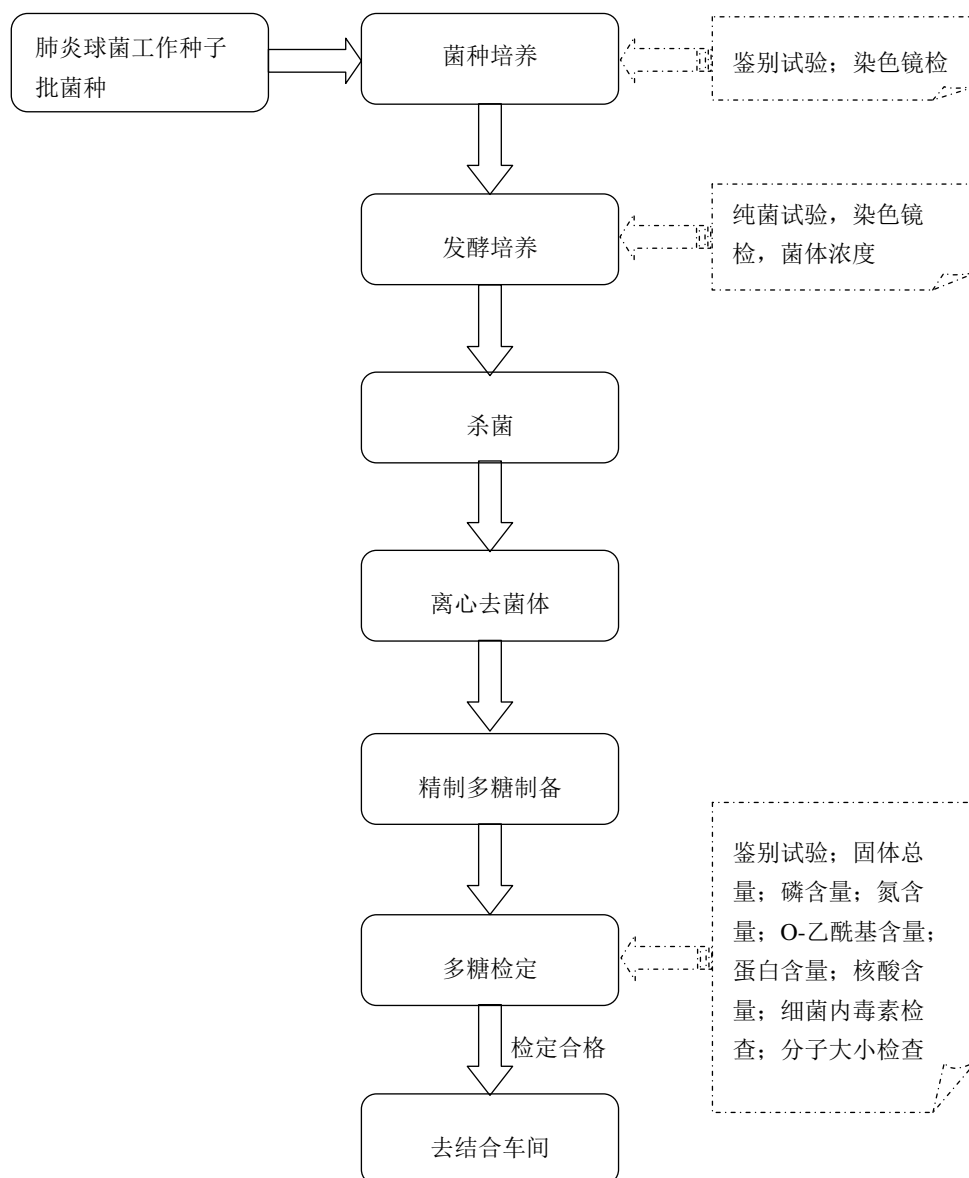 肺炎球菌工作种子
批菌种
菌种培养
鉴别试验；染色镜检
发酵培养
纯菌试验，染色镜
检，菌体浓度
杀菌
离心去菌体
精制多糖制备
多糖检定
鉴别试验；固体总
量；磷含量；氮含
量；O-乙酰基含量；
蛋白含量；核酸含
量；细菌内毒素检
查；分子大小检查
检定合格
去结合车间